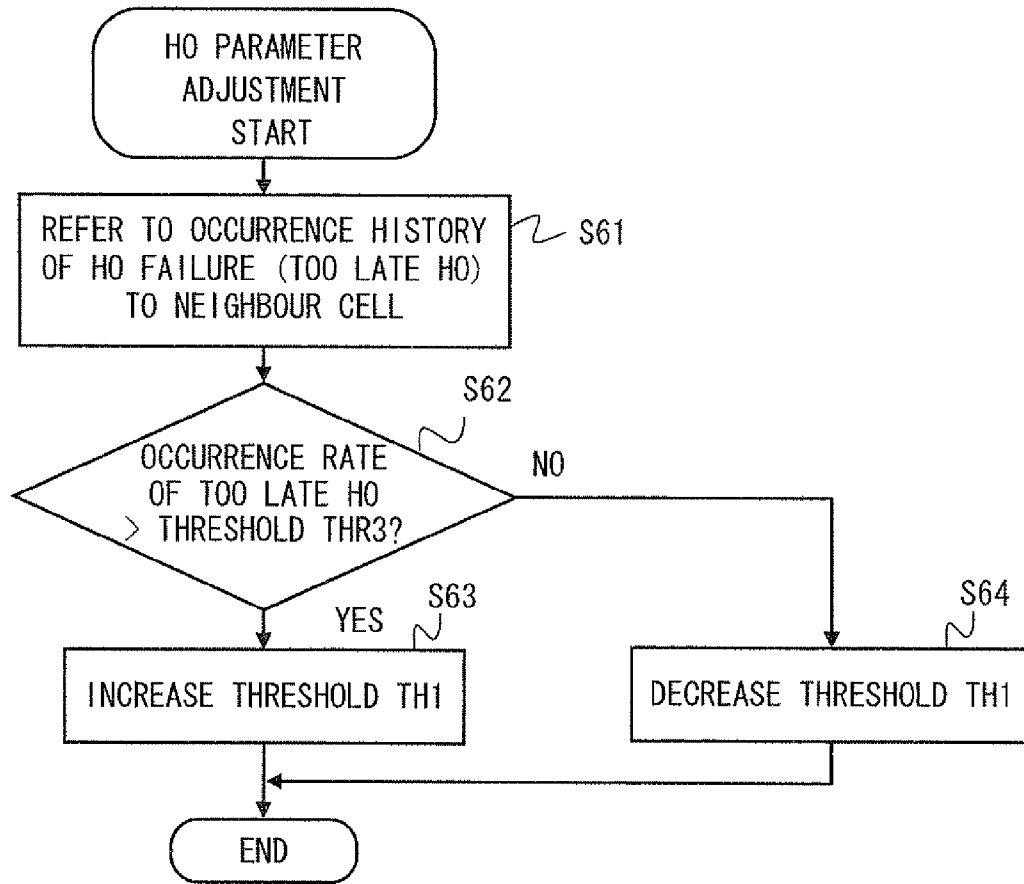 HO PARAMETER
ADJUSTMENT
START
REFER TO OCCURRENCE HISTORY
OF HO FAILURE (TOO LATE HO)
TO NEIGHBOUR CELL
S61
S62
OCCURRENCE RATE
OF TOO LATE HO
> THRESHOLD THR3?
NO
YES
S63
S64
INCREASE THRESHOLD TH1
DECREASE THRESHOLD TH1
END